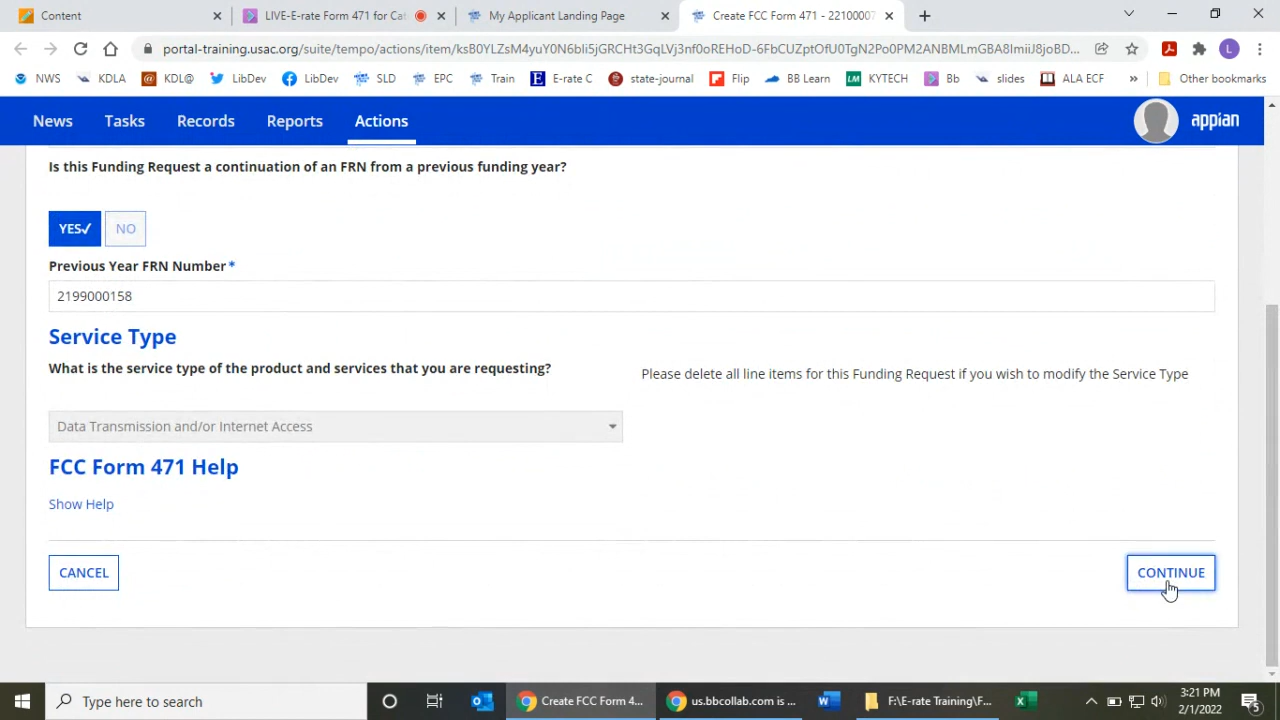 Content
LIVE-E-rate Form 471 for Cat
My Applicant Landing Page
Create FCC Form 471 - 22100007
portal-training.usac.org/suite/tempo/actions/item/
NWS
KDLA
KDL@
LibDev
LibDev
SLD
EPC
Train
E-rate C
state-journal
Flip
BB Learn
KYTECH
Bb
slides
ALA ECF
»
Other bookmarks
News
Tasks
Records
Reports
Actions
appian
Is this Funding Request a continuation of an FRN from a previous funding year?
YES✓
NO
Previous Year FRN Number *
2199000158
Service Type
What is the service type of the product and services that you are requesting?
Please delete all line items for this Funding Request if you wish to modify the Service Type
Data Transmission and/or Internet Access
FCC Form 471 Help
Show Help
CANCEL
CONTINUE
Type here to search
Create FCC Form 4...
us.bbcollab.com is ...
F:\E-rate Training\F...
3:21 PM
2/1/2022
5